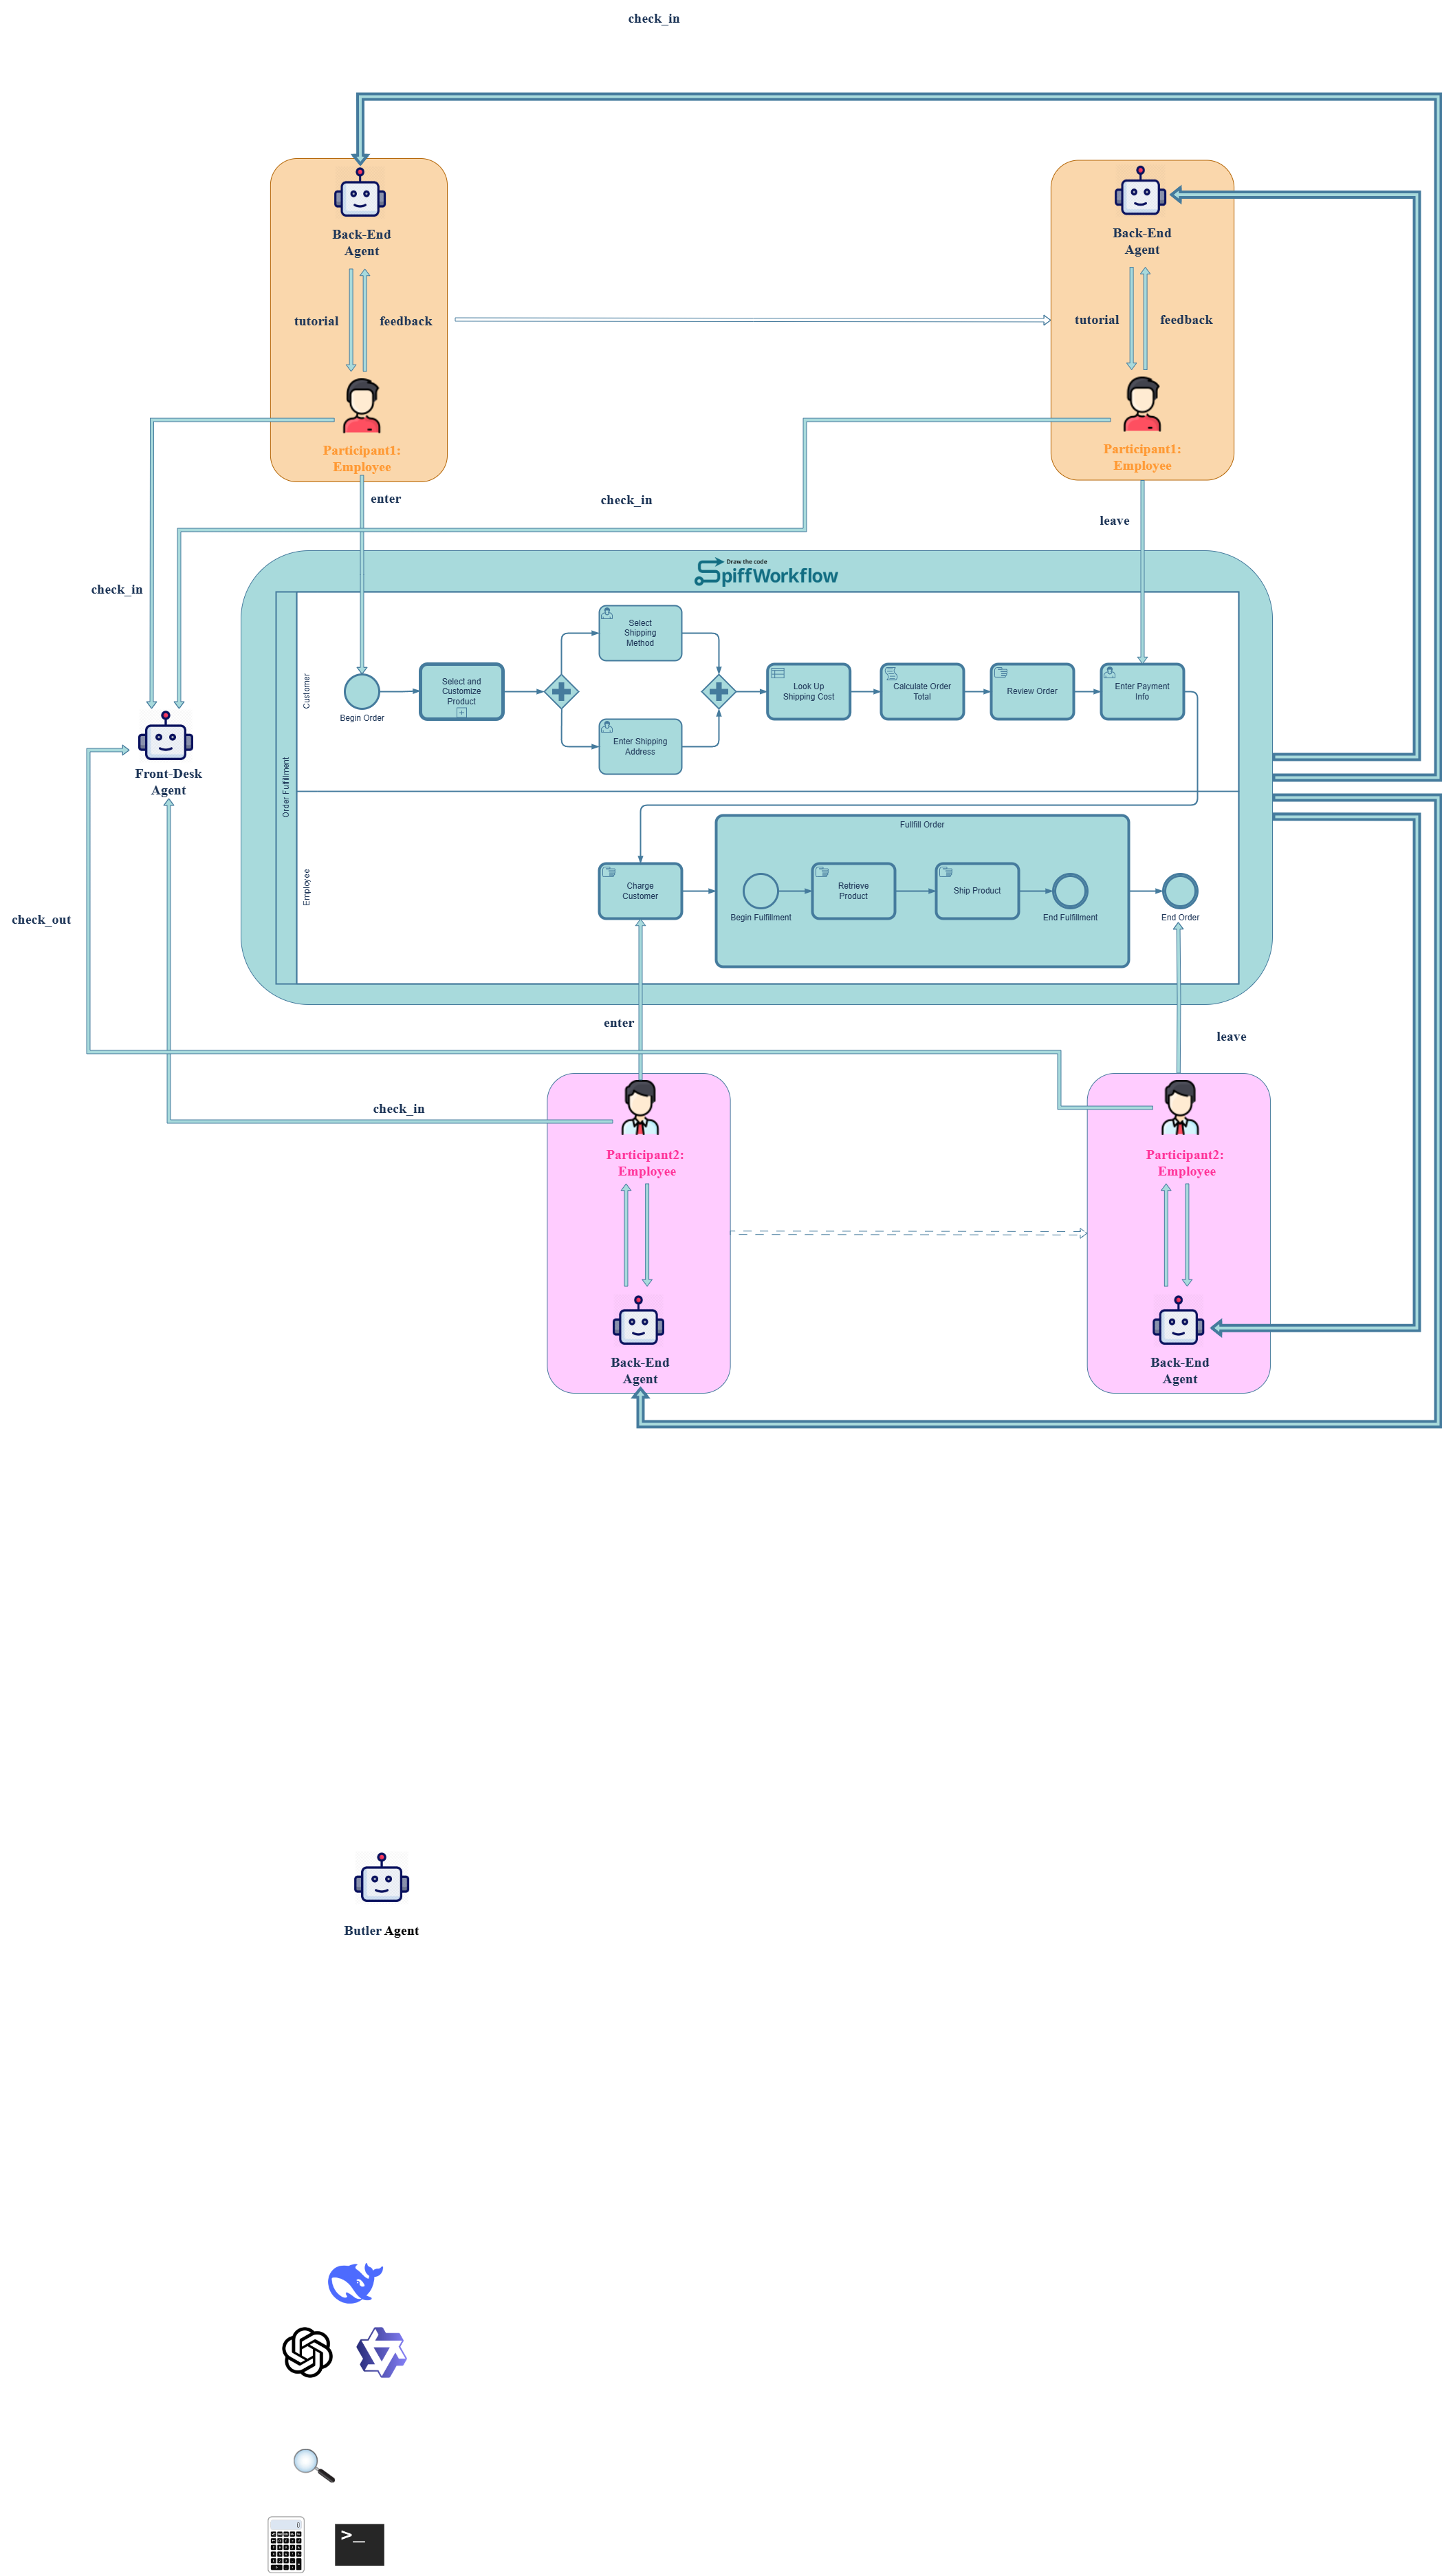 check_in
Back-End
Agent
tutorial
feedback
Participant1:
Employee
Back-End
Agent
tutorial
feedback
Participant1:
Employee
enter
check_in
leave
check_in
Draw the code
SpiffWorkflow
Order Fulfillment
Customer
Begin Order
Select and
Customize
Product
Select
Shipping
Method
Enter Shipping
Address
Look Up
Shipping Cost
Calculate Order
Total
Review Order
Enter Payment
Info
Front-Desk
Agent
Employee
Charge
Customer
Fullfill Order
Begin Fulfillment
Retrieve
Product
Ship Product
End Fulfillment
End Order
check_out
enter
leave
check_in
Participant2:
Employee
Back-End
Agent
Participant2:
Employee
Back-End
Agent
Butler Agent
0
>_